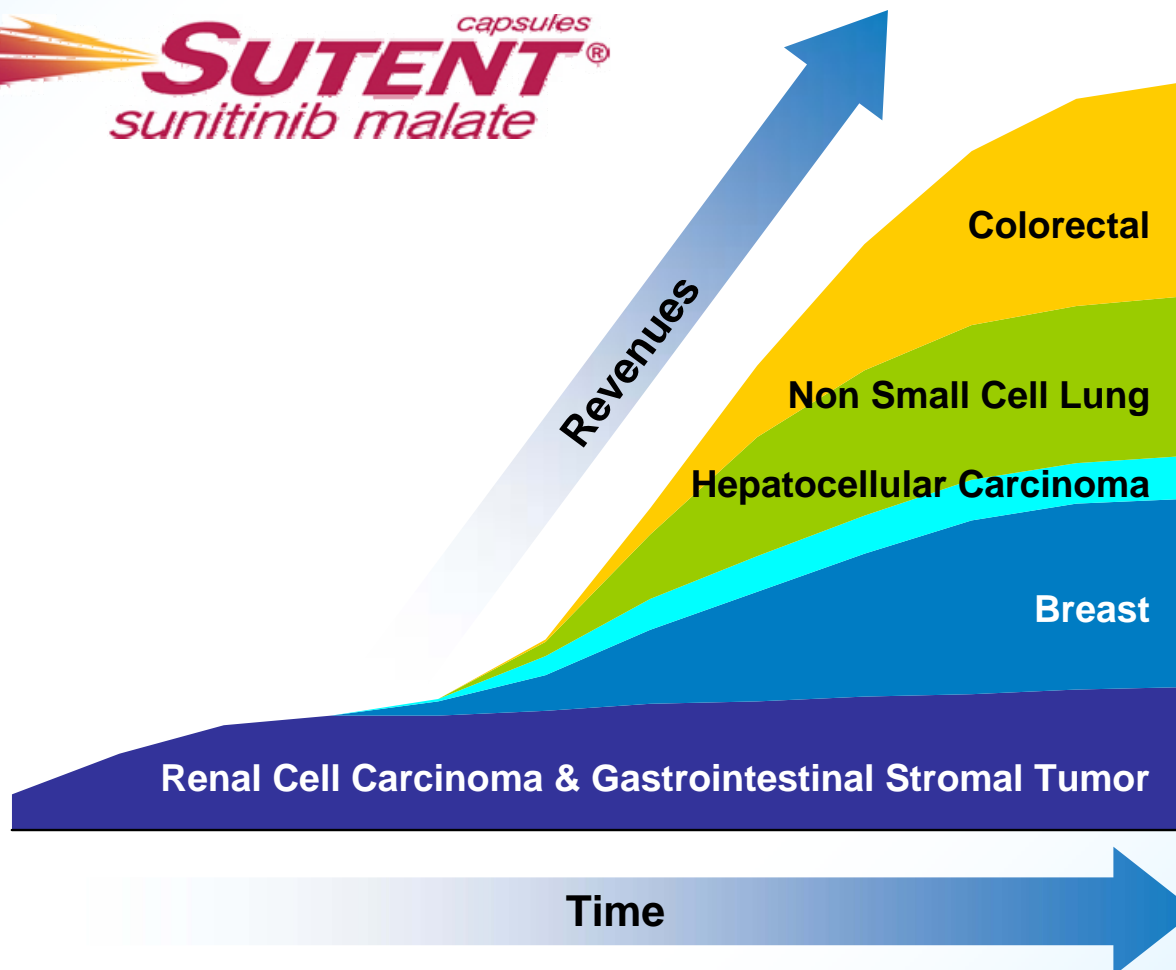 capsules
SUTENT®
sunitinib malate
Revenues
Colorectal
Non Small Cell Lung
Hepatocellular Carcinoma
Breast
Renal Cell Carcinoma & Gastrointestinal Stromal Tumor
Time